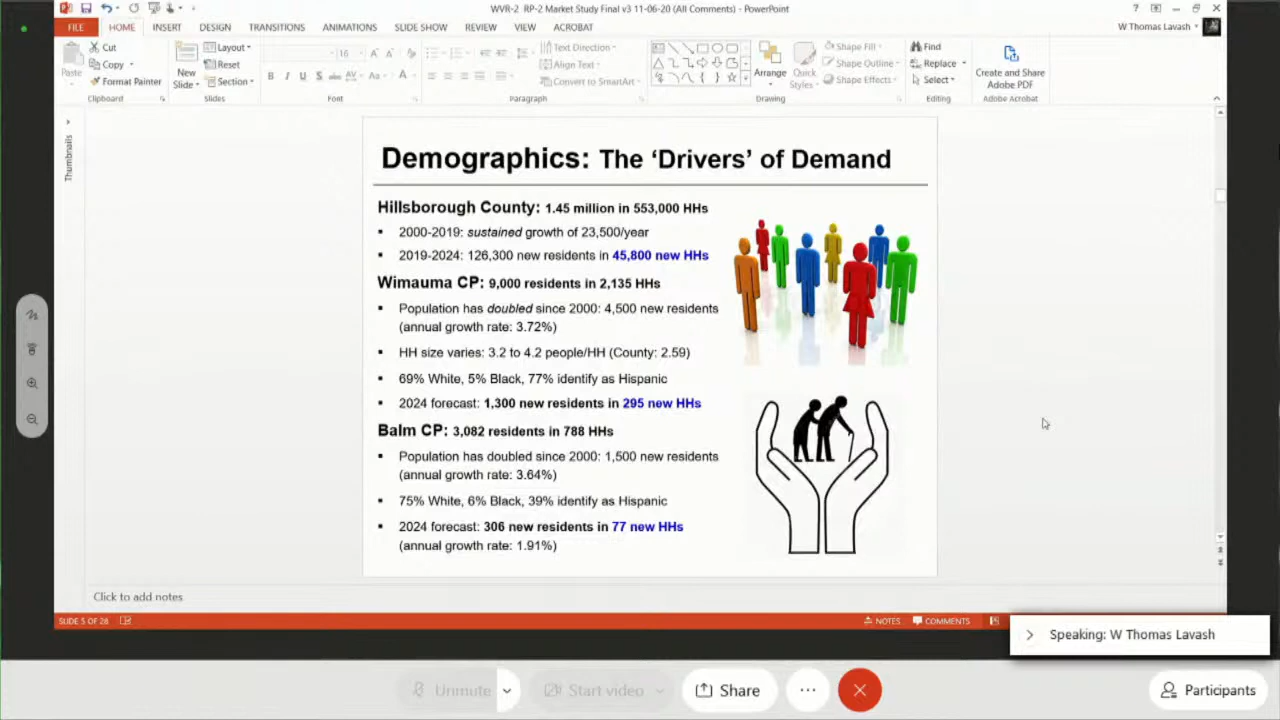 WVR-2 RP-2 Market Study Final v3 11-06-20 (All Comments) - PowerPoint
FILE HOME INSERT DESIGN TRANSITIONS ANIMATIONS SLIDE SHOW REVIEW VIEW ACROBAT
W Thomas Lavash
Paste
Cut
Copy
Format Painter
Clipboard
New Slide
Layout
Reset
Section
Slides
16
B I U S abc AV Aa A
Font
Text Direction
Align Text
Convert to SmartArt
Paragraph
Arrange
Quick Styles
Shape Fill
Shape Outline
Shape Effects
Drawing
Find
Replace
Select
Editing
Create and Share Adobe PDF
Adobe Acrobat
Thumbnails
Demographics: The ‘Drivers’ of Demand
Hillsborough County: 1.45 million in 553,000 HHs
▪ 2000-2019: sustained growth of 23,500/year
▪ 2019-2024: 126,300 new residents in 45,800 new HHs
Wimauma CP: 9,000 residents in 2,135 HHs
▪ Population has doubled since 2000: 4,500 new residents
(annual growth rate: 3.72%)
▪ HH size varies: 3.2 to 4.2 people/HH (County: 2.59)
▪ 69% White, 5% Black, 77% identify as Hispanic
▪ 2024 forecast: 1,300 new residents in 295 new HHs
Balm CP: 3,082 residents in 788 HHs
▪ Population has doubled since 2000: 1,500 new residents
(annual growth rate: 3.64%)
▪ 75% White, 6% Black, 39% identify as Hispanic
▪ 2024 forecast: 306 new residents in 77 new HHs
(annual growth rate: 1.91%)
Click to add notes
SLIDE 5 OF 26
NOTES COMMENTS
Speaking: W Thomas Lavash
Unmute
Start video
Share
Participants